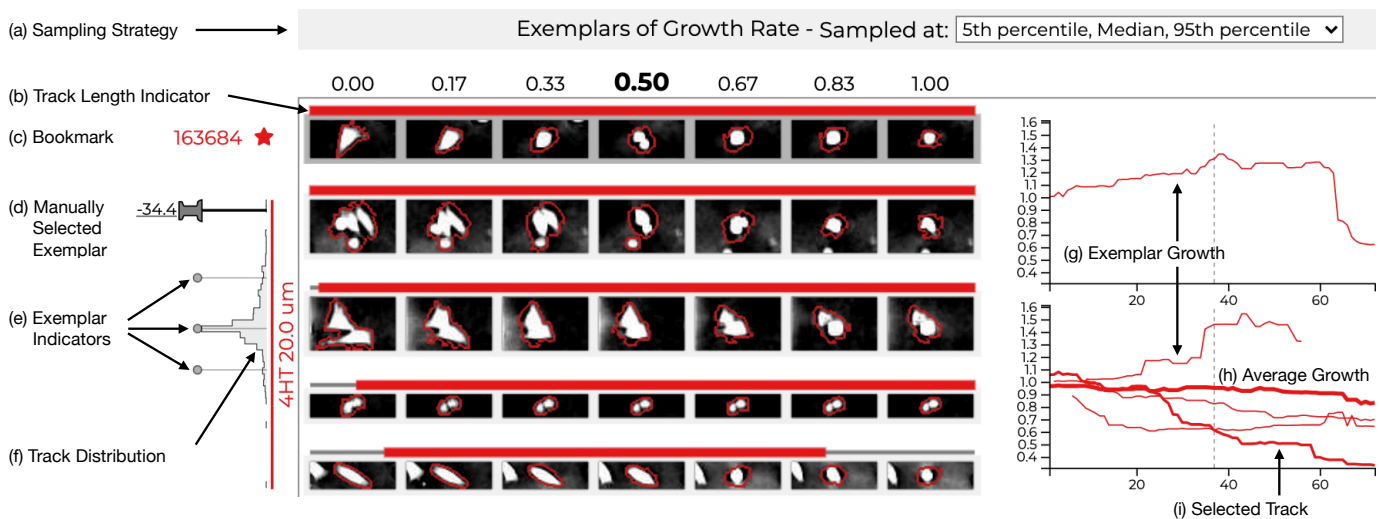 (a) Sampling Strategy
Exemplars of Growth Rate - Sampled at: 5th percentile, Median, 95th percentile
0.00 0.17 0.33 0.50 0.67 0.83 1.00
(b) Track Length Indicator
(c) Bookmark 163684
(d) Manually
Selected
Exemplar
-34.4
(e) Exemplar
Indicators
4HT 20.0 um
(f) Track Distribution
1.6
1.5
1.4
1.3
1.2
1.1
1.0
0.9
0.8
0.7
0.6
0.5
0.4
20 40 60
(g) Exemplar Growth
1.6
1.5
1.4
1.3
1.2
1.1
1.0
0.9
0.8
0.7
0.6
0.5
0.4
(h) Average Growth
20 40 60
(i) Selected Track